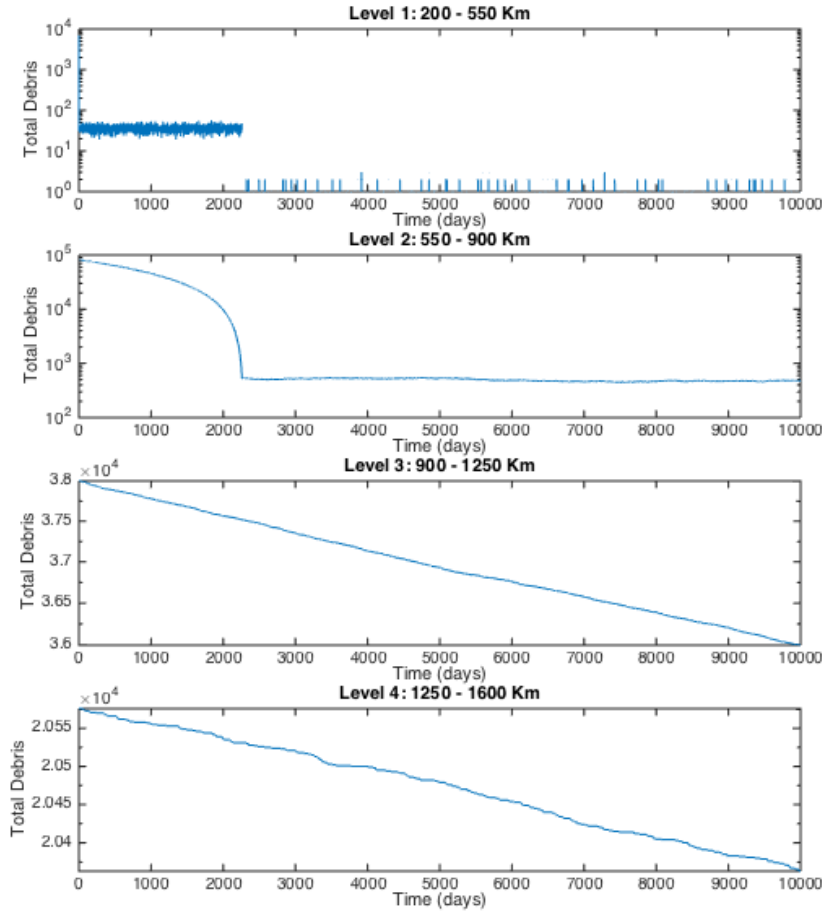 Level 1: 200 - 550 Km
Total Debris
10^4
10^3
10^2
10^1
10^0
0 1000 2000 3000 4000 5000 6000 7000 8000 9000 10000
Time (days)
Level 2: 550 - 900 Km
Total Debris
10^5
10^4
10^3
10^2
0 1000 2000 3000 4000 5000 6000 7000 8000 9000 10000
Time (days)
Level 3: 900 - 1250 Km
×10^4
Total Debris
3.8
3.75
3.7
3.65
3.6
0 1000 2000 3000 4000 5000 6000 7000 8000 9000 10000
Time (days)
Level 4: 1250 - 1600 Km
×10^4
Total Debris
2.055
2.05
2.045
2.04
0 1000 2000 3000 4000 5000 6000 7000 8000 9000 10000
Time (days)